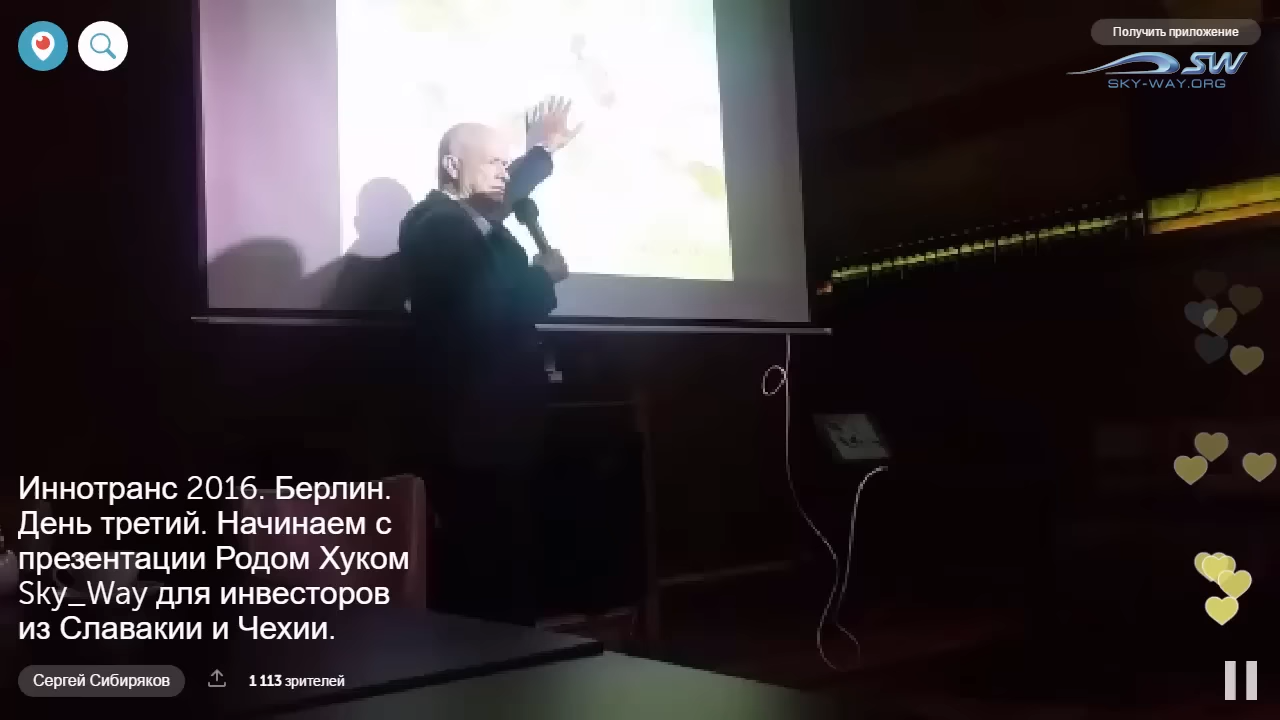 Получить приложение
SW
SKY-WAY.ORG
Иннотранс 2016. Берлин.
День третий. Начинаем с
презентации Родом Хуком
Sky_Way для инвесторов
из Славакии и Чехии.
Сергей Сибиряков
1 113 зрителей